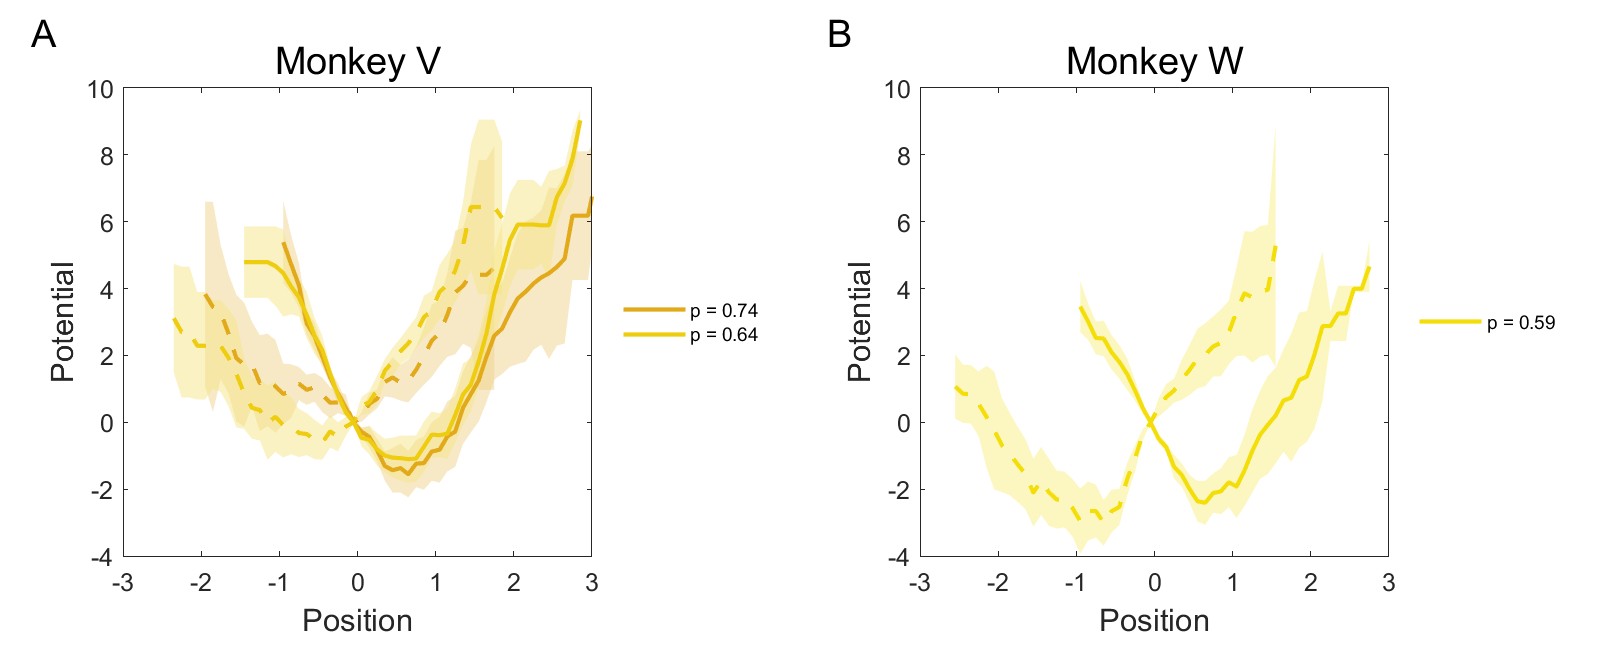 A
Monkey V
10
8
6
4
2
0
-2
-4
-3
-2
-1
0
1
2
3
Potential
Position
p = 0.74
p = 0.64
B
Monkey W
10
8
6
4
2
0
-2
-4
-3
-2
-1
0
1
2
3
Potential
Position
p = 0.59